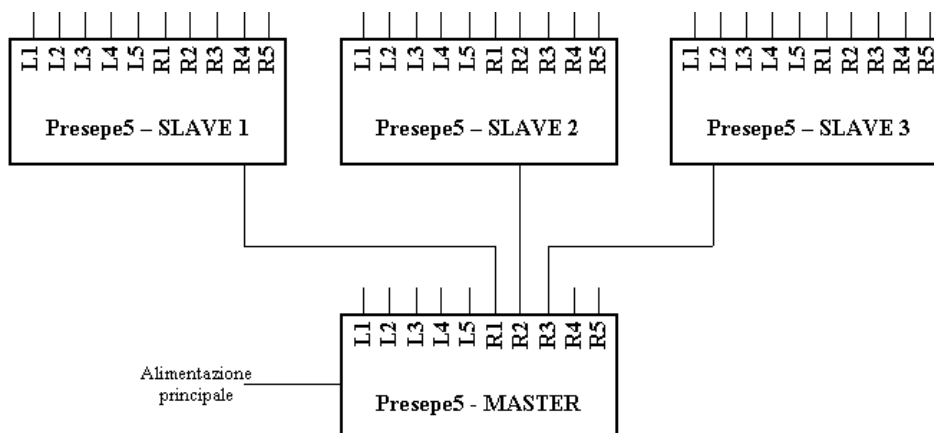 L1 L2 L3 L4 L5 R1 R2 R3 R4 R5
Presepe5 – SLAVE 1
L1 L2 L3 L4 L5 R1 R2 R3 R4 R5
Presepe5 – SLAVE 2
L1 L2 L3 L4 L5 R1 R2 R3 R4 R5
Presepe5 – SLAVE 3
L1 L2 L3 L4 L5 R1 R2 R3 R4 R5
Alimentazione
principale
Presepe5 - MASTER